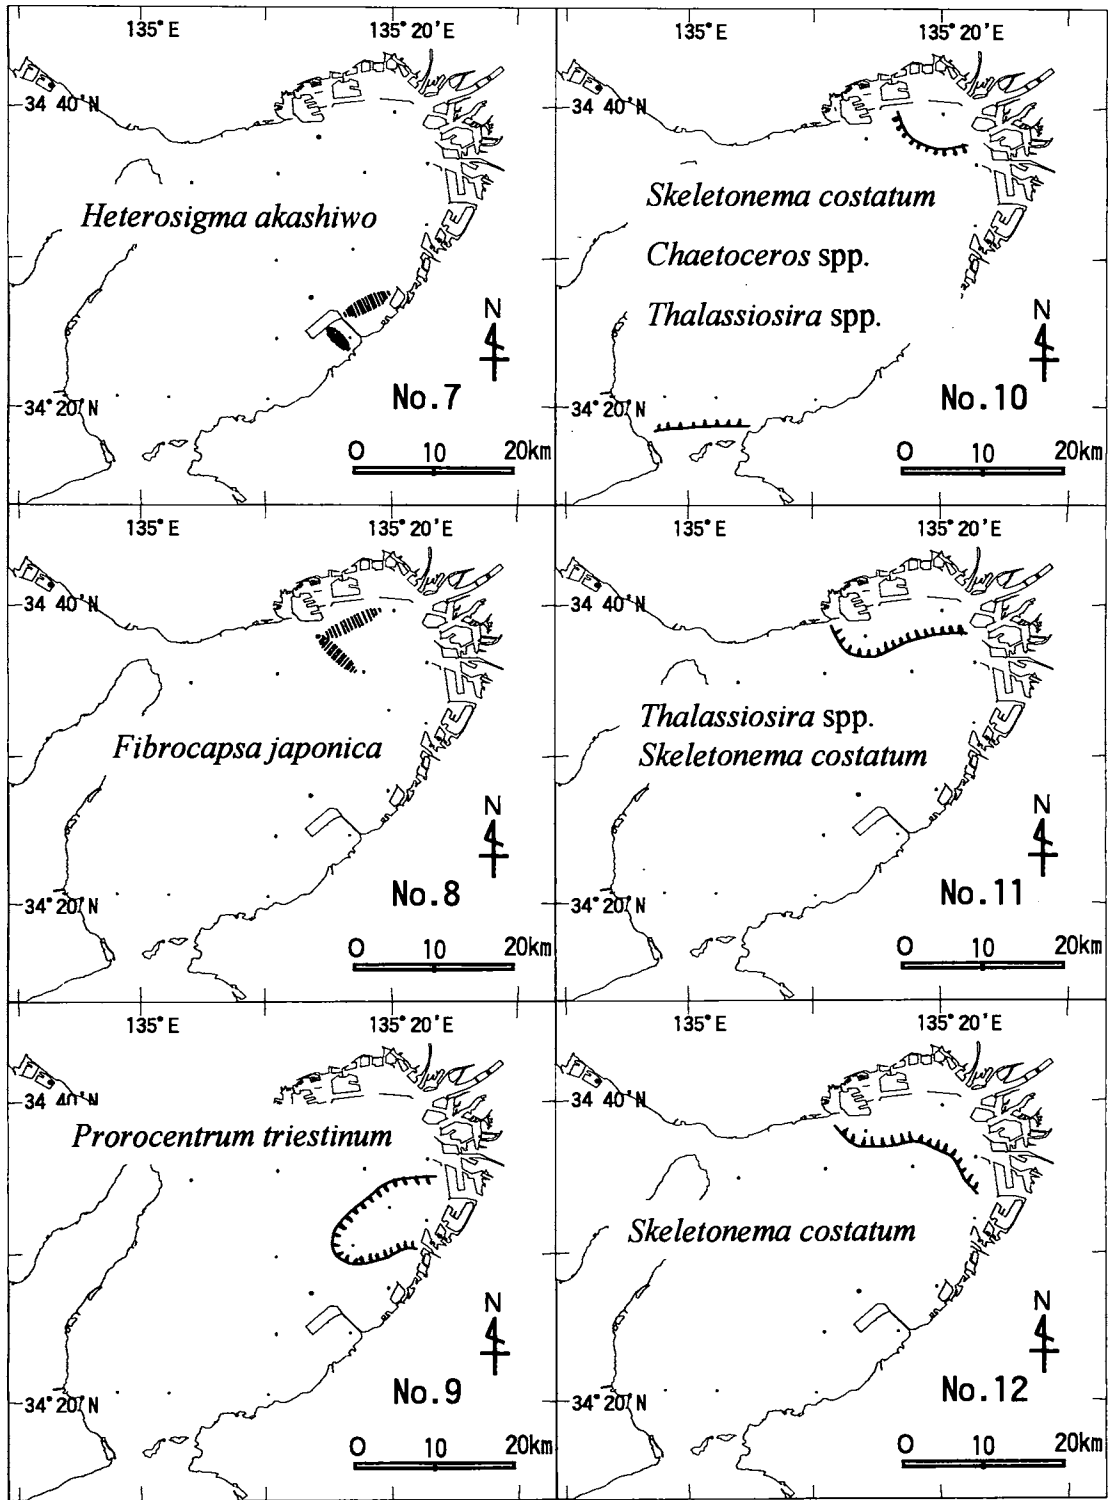 135°E 135°20'E
34 40'N
Heterosigma akashiwo
N
No.7
34°20'N
0 10 20km
135°E 135°20'E
34 40'N
Skeletonema costatum
Chaetoceros spp.
Thalassiosira spp.
N
No.10
34°20'N
0 10 20km
135°E 135°20'E
34 40'N
Fibrocapsa japonica
N
No.8
34°20'N
0 10 20km
135°E 135°20'E
34 40'N
Thalassiosira spp.
Skeletonema costatum
N
No.11
34°20'N
0 10 20km
135°E 135°20'E
34 40'N
Prorocentrum triestinum
N
No.9
34°20'N
0 10 20km
135°E 135°20'E
34 40'N
Skeletonema costatum
N
No.12
34°20'N
0 10 20km